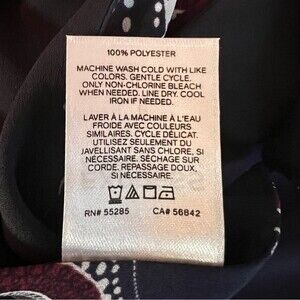 100% POLYESTER
MACHINE WASH COLD WITH LIKE
COLORS. GENTLE CYCLE.
ONLY NON-CHLORINE BLEACH
WHEN NEEDED. LINE DRY. COOL
IRON IF NEEDED.
LAVER À LA MACHINE À L'EAU
FROIDE AVEC COULEURS
SIMILAIRES. CYCLE DÉLICAT.
UTILISEZ SEULEMENT DU
JAVELLISANT SANS CHLORE, SI
NÉCESSAIRE. SÉCHAGE SUR
CORDE. REPASSAGE DOUX,
SI NÉCESSAIRE.
RN# 55285 CA# 56842